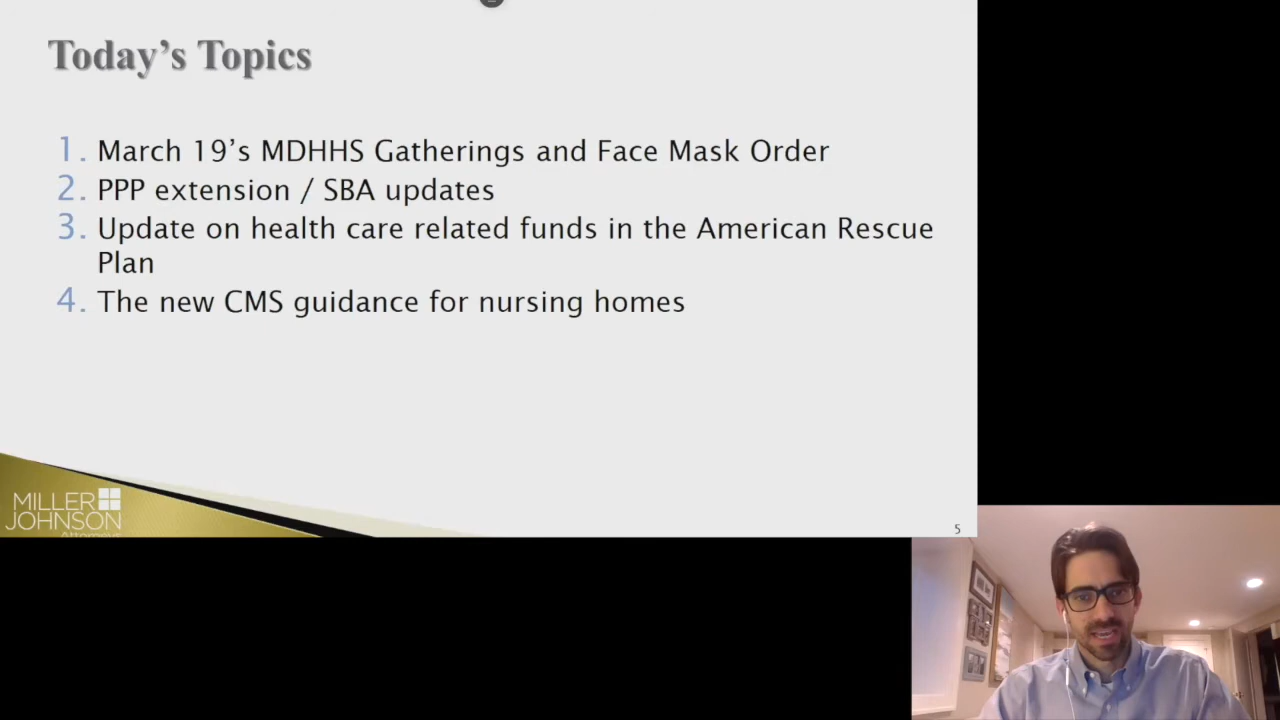 Today's Topics
1. March 19's MDHHS Gatherings and Face Mask Order
2. PPP extension / SBA updates
3. Update on health care related funds in the American Rescue
Plan
4. The new CMS guidance for nursing homes
MILLER
JOHNSON
Attorneys
5